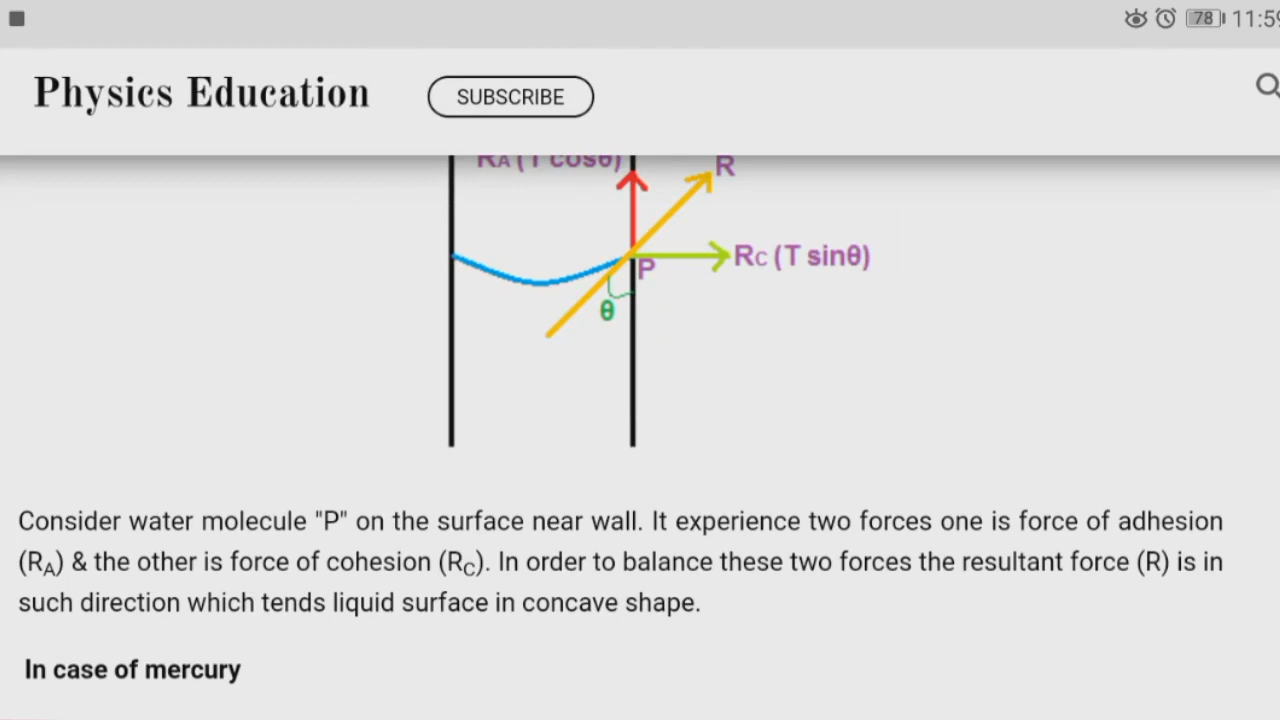 78 11:59
Physics Education
SUBSCRIBE
RA (T cosθ)
R
RC (T sinθ)
P
θ
Consider water molecule "P" on the surface near wall. It experience two forces one is force of adhesion
(RA) & the other is force of cohesion (RC). In order to balance these two forces the resultant force (R) is in
such direction which tends liquid surface in concave shape.
In case of mercury